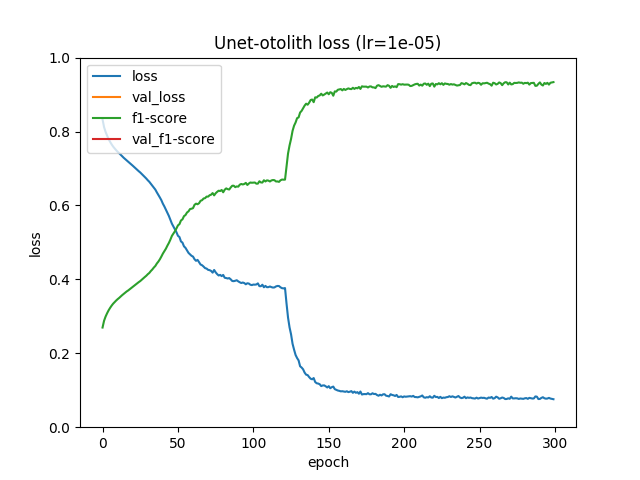 Unet-otolith loss (lr=1e-05)
loss
val_loss
f1-score
val_f1-score
1.0
0.8
0.6
0.4
0.2
0.0
loss
0 50 100 150 200 250 300
epoch